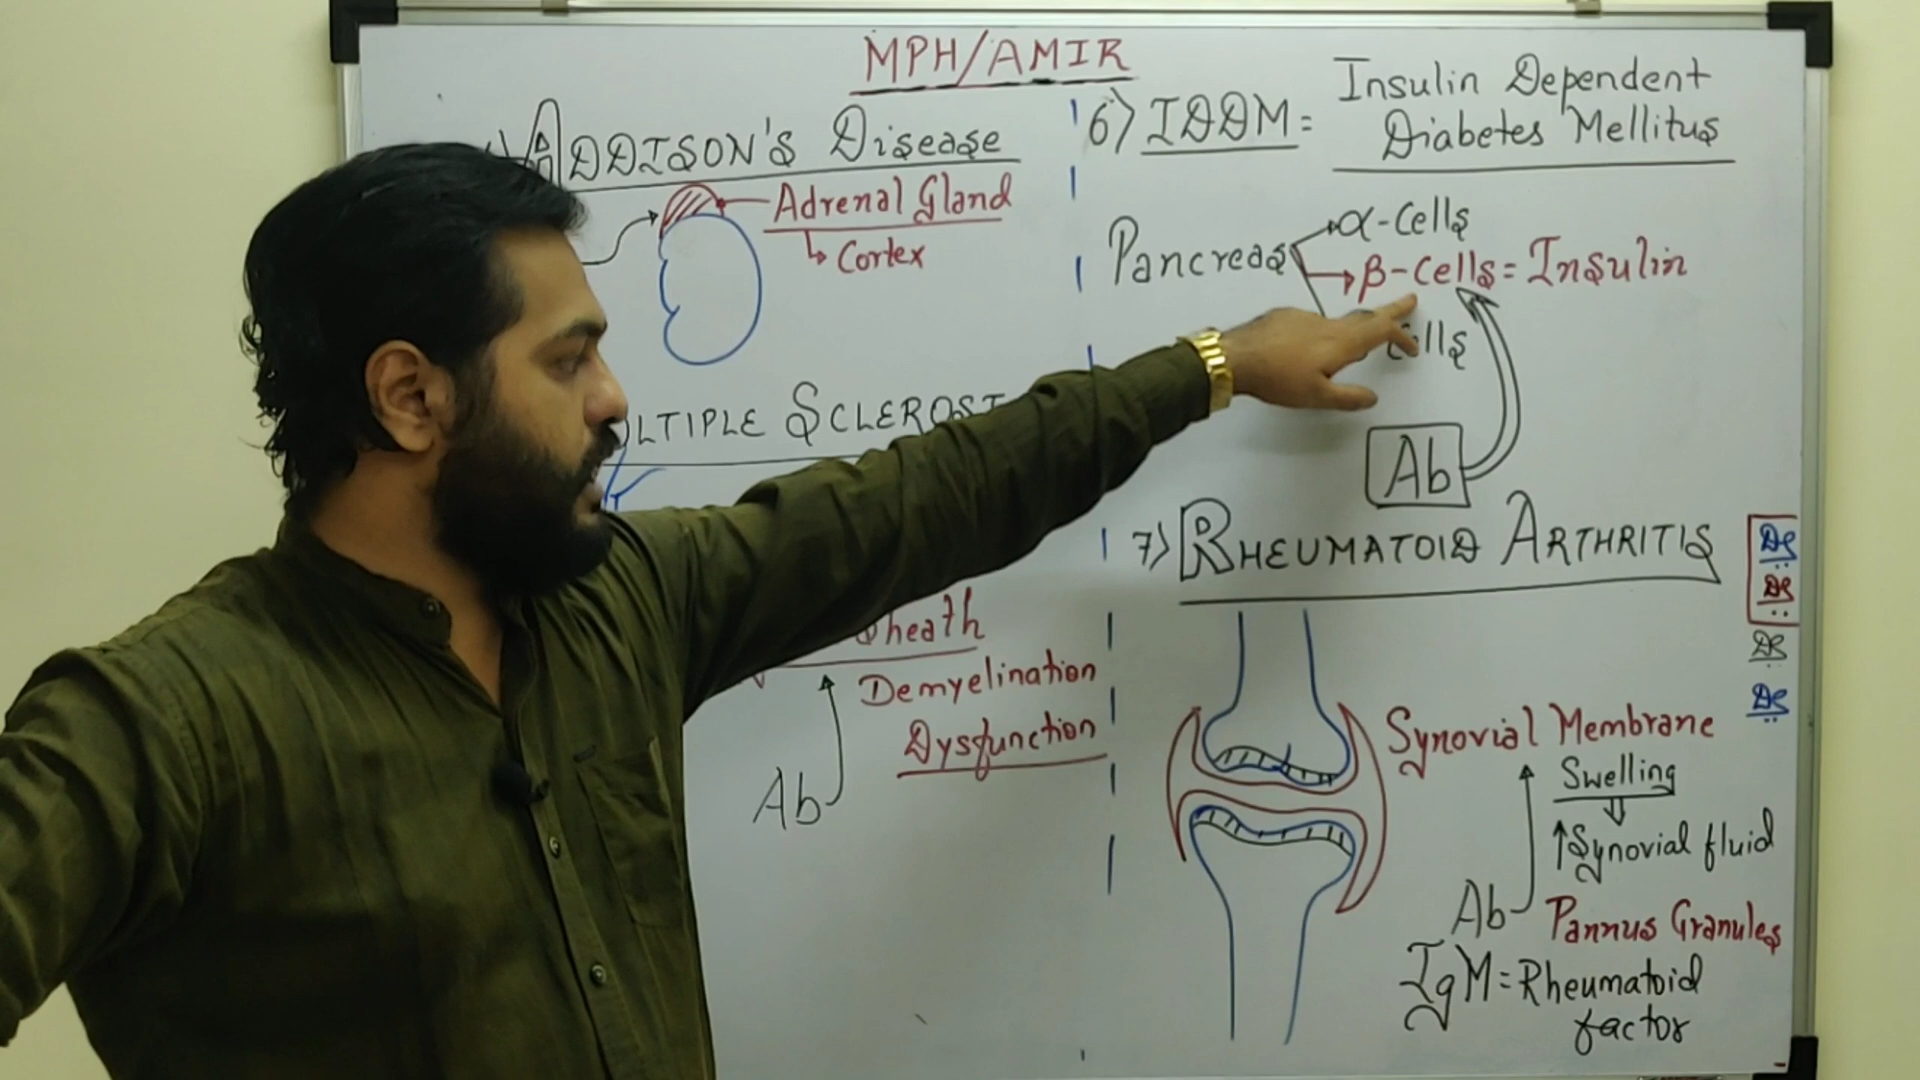 MPH/AMIR
ADDISON'S Disease
Adrenal Gland
Cortex
LTIPLE SCLEROSI
Sheath
Demyelination
Dysfunction
Ab
6) IDDM = Insulin Dependent
Diabetes Mellitus
Pancreas
α-Cells
β-Cells = Insulin
Cells
Ab
7) RHEUMATOID ARTHRITIS
Synovial Membrane
Swelling
↑Synovial fluid
Ab
Pannus Granules
IgM = Rheumatoid
factor